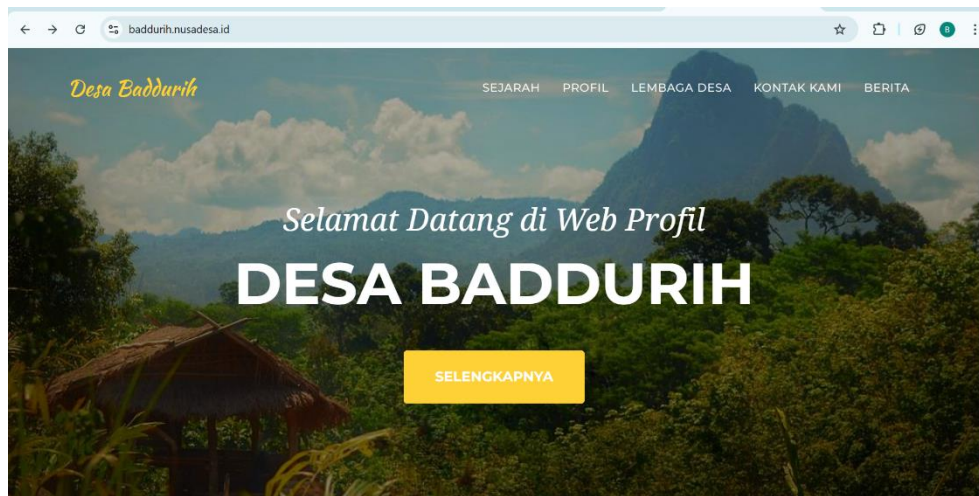 baddurih.nusadesa.id
B
Desa Baddurih
SEJARAH PROFIL LEMBAGA DESA KONTAK KAMI BERITA
Selamat Datang di Web Profil
DESA BADDURIH
SELENGKAPNYA